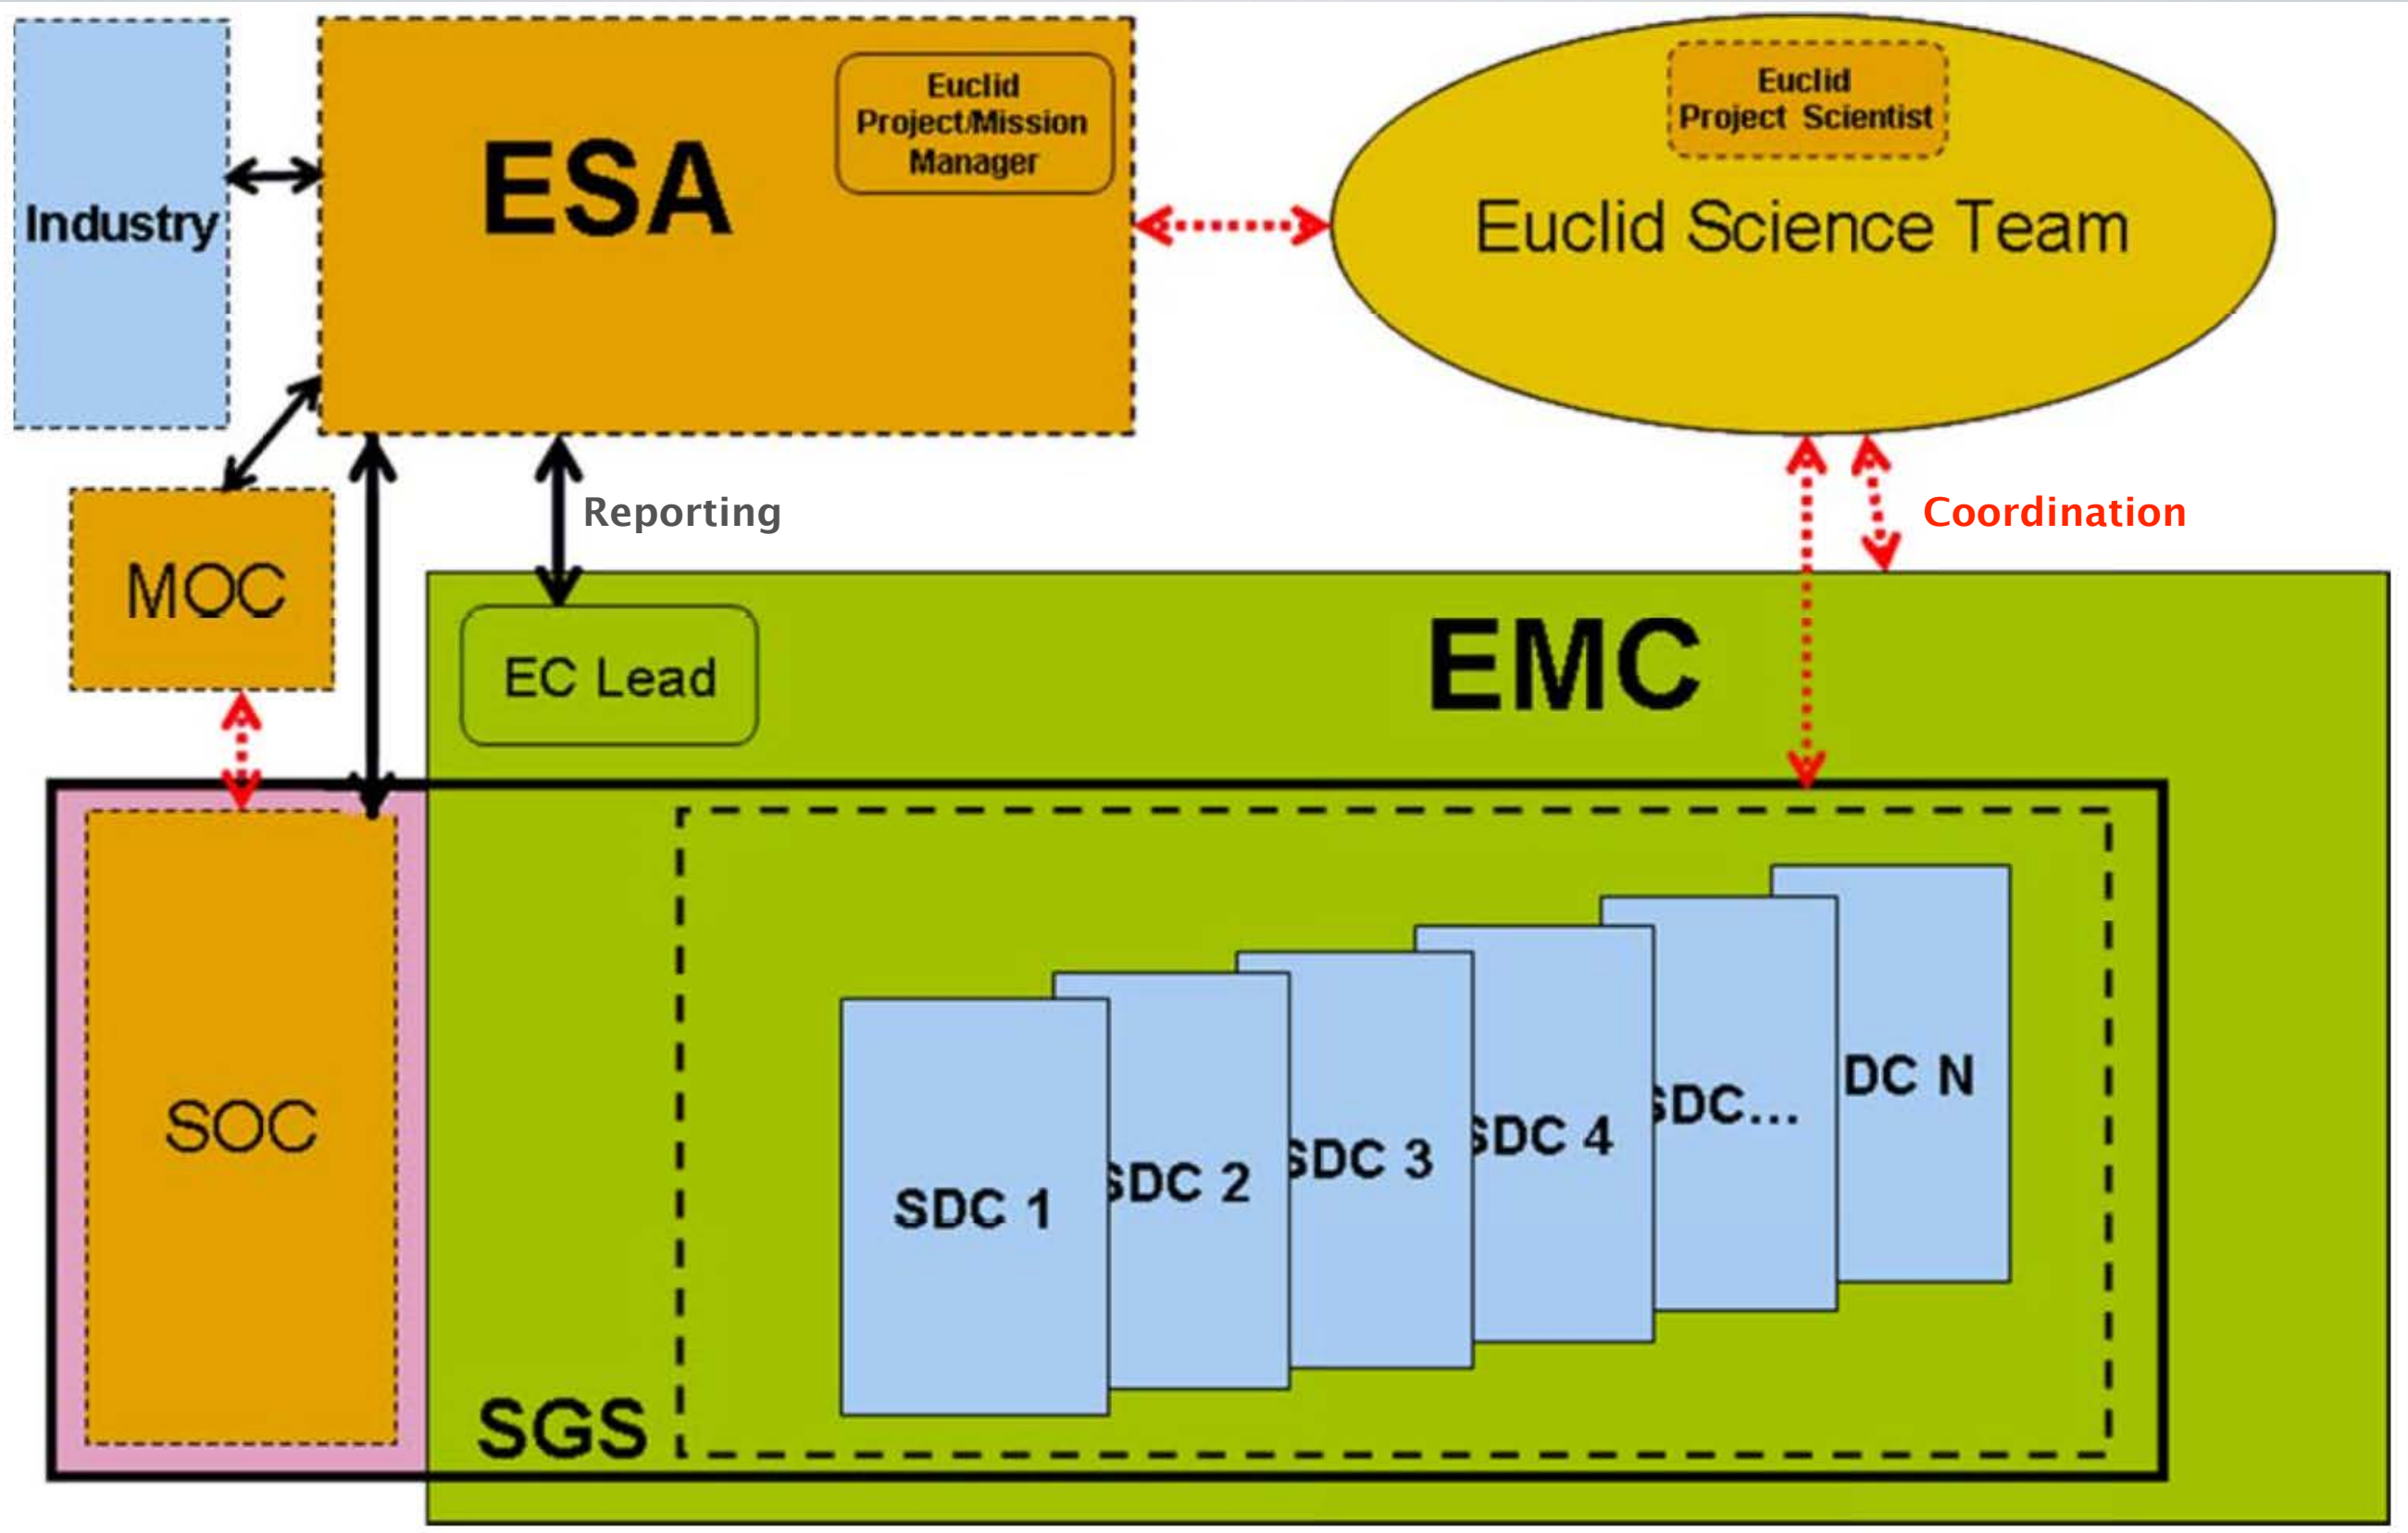 Euclid
Project/Mission
Manager
Euclid
Project Scientist
ESA
Industry
Euclid Science Team
Reporting
Coordination
MOC
EC Lead
EMC
SOC
SDC 1
SDC 2
SDC 3
SDC 4
SDC...
DC N
SGS